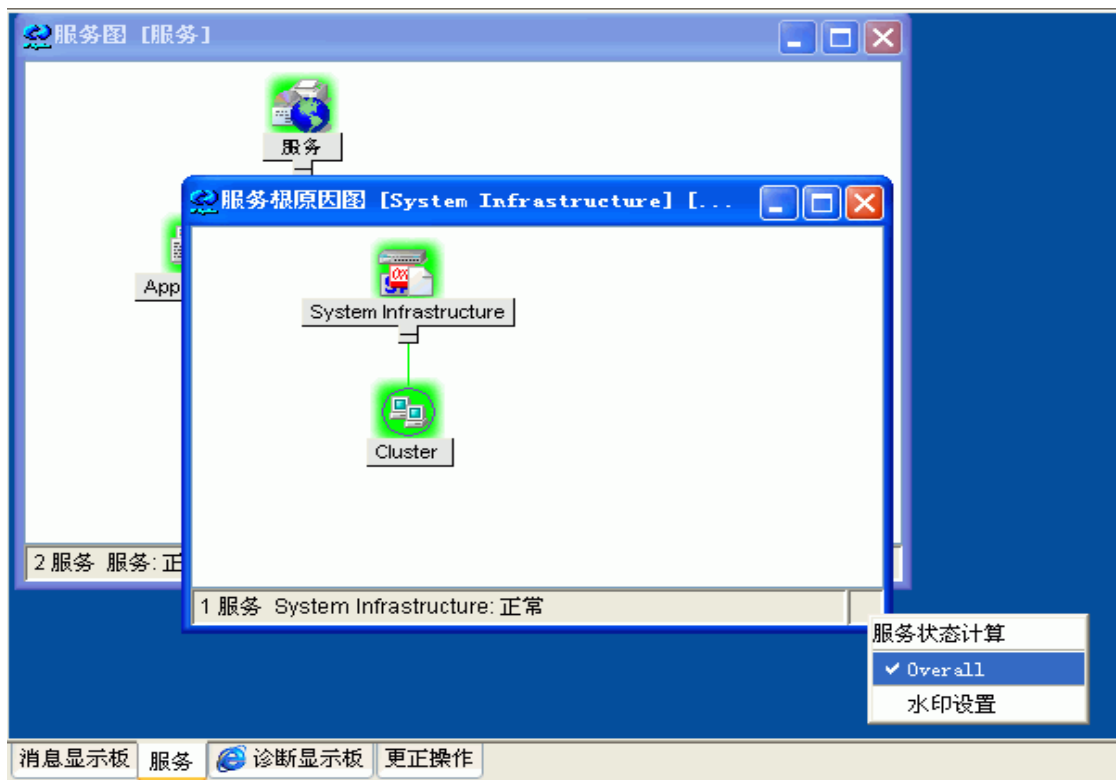 服务图 [服务]
服务
App
服务根原因图 [System Infrastructure] [...
System Infrastructure
Cluster
2 服务 服务: 正
1 服务 System Infrastructure: 正常
服务状态计算
Overall
水印设置
消息显示板 服务 诊断显示板 更正操作